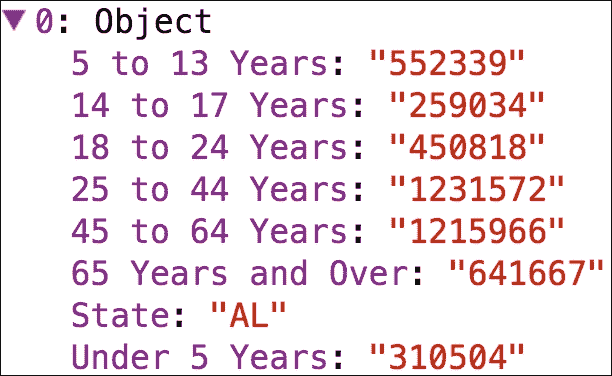 ▼ 0: Object
5 to 13 Years: "552339"
14 to 17 Years: "259034"
18 to 24 Years: "450818"
25 to 44 Years: "1231572"
45 to 64 Years: "1215966"
65 Years and Over: "641667"
State: "AL"
Under 5 Years: "310504"